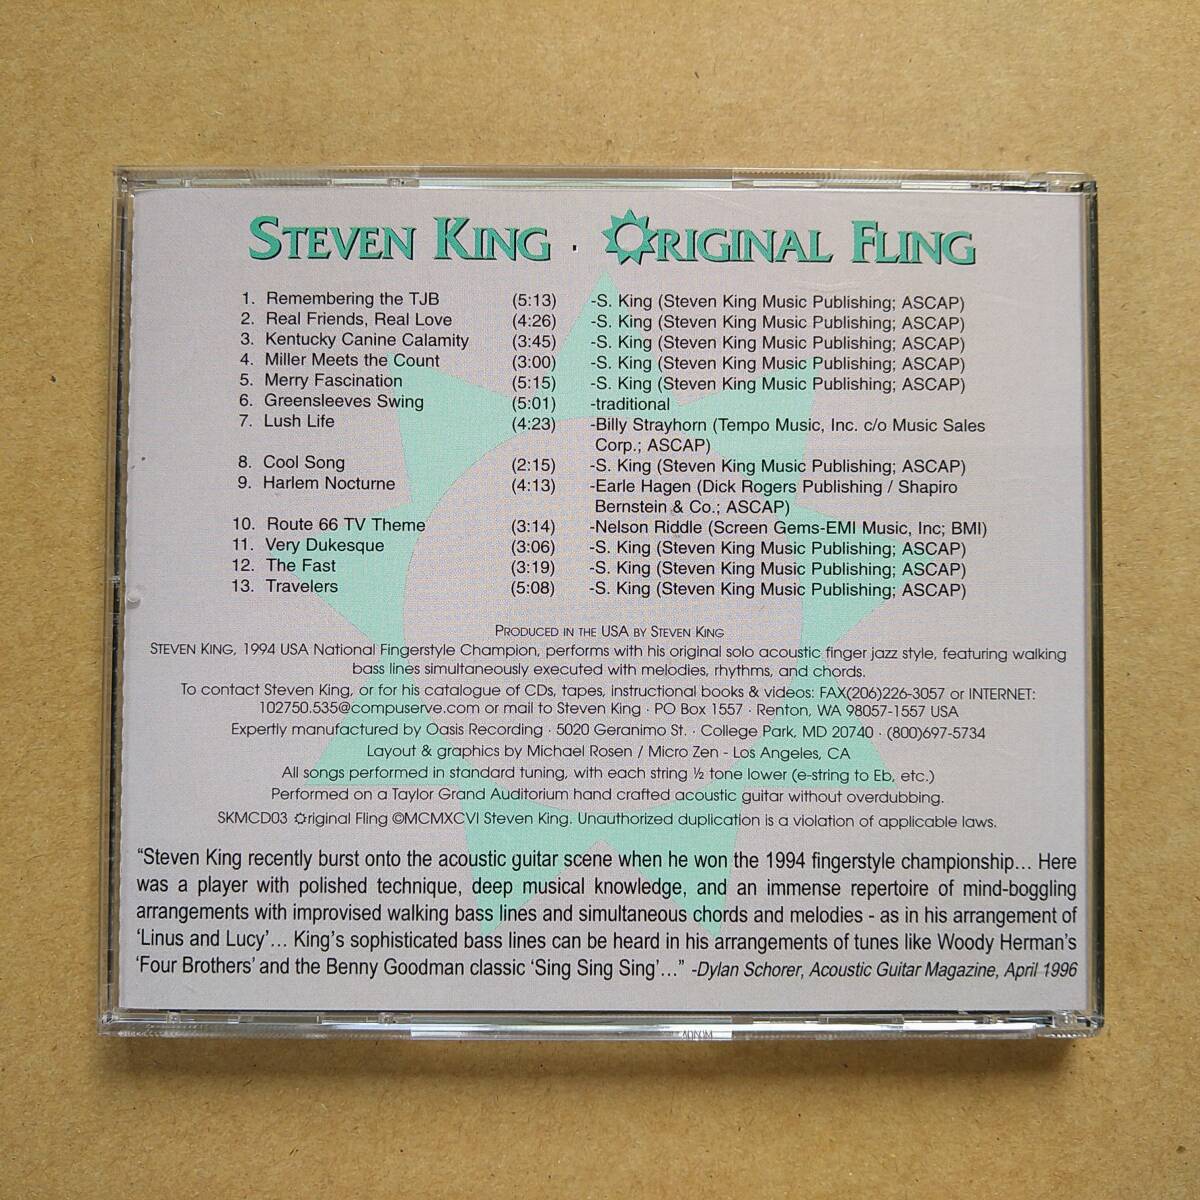 STEVEN KING · ORIGINAL FLING
1. Remembering the TJB (5:13) -S. King (Steven King Music Publishing; ASCAP)
2. Real Friends, Real Love (4:26) -S. King (Steven King Music Publishing; ASCAP)
3. Kentucky Canine Calamity (3:45) -S. King (Steven King Music Publishing; ASCAP)
4. Miller Meets the Count (3:00) -S. King (Steven King Music Publishing; ASCAP)
5. Merry Fascination (5:15) -S. King (Steven King Music Publishing; ASCAP)
6. Greensleeves Swing (5:01) -traditional
7. Lush Life (4:23) -Billy Strayhorn (Tempo Music, Inc. c/o Music Sales
Corp.; ASCAP)
8. Cool Song (2:15) -S. King (Steven King Music Publishing; ASCAP)
9. Harlem Nocturne (4:13) -Earle Hagen (Dick Rogers Publishing / Shapiro
Bernstein & Co.; ASCAP)
10. Route 66 TV Theme (3:14) -Nelson Riddle (Screen Gems-EMI Music, Inc; BMI)
11. Very Dukesque (3:06) -S. King (Steven King Music Publishing; ASCAP)
12. The Fast (3:19) -S. King (Steven King Music Publishing; ASCAP)
13. Travelers (5:08) -S. King (Steven King Music Publishing; ASCAP)
PRODUCED IN THE USA BY STEVEN KING
STEVEN KING, 1994 USA National Fingerstyle Champion, performs with his original solo acoustic finger jazz style, featuring walking
bass lines simultaneously executed with melodies, rhythms, and chords.
To contact Steven King, or for his catalogue of CDs, tapes, instructional books & videos: FAX(206)226-3057 or INTERNET:
102750.535@compuserve.com or mail to Steven King · PO Box 1557 · Renton, WA 98057-1557 USA
Expertly manufactured by Oasis Recording · 5020 Geranimo St. · College Park, MD 20740 · (800)697-5734
Layout & graphics by Michael Rosen / Micro Zen - Los Angeles, CA
All songs performed in standard tuning, with each string ½ tone lower (e-string to Eb, etc.)
Performed on a Taylor Grand Auditorium hand crafted acoustic guitar without overdubbing.
SKMCD03 Original Fling ©MCMXCVI Steven King. Unauthorized duplication is a violation of applicable laws.
“Steven King recently burst onto the acoustic guitar scene when he won the 1994 fingerstyle championship… Here
was a player with polished technique, deep musical knowledge, and an immense repertoire of mind-boggling
arrangements with improvised walking bass lines and simultaneous chords and melodies - as in his arrangement of
‘Linus and Lucy’… King’s sophisticated bass lines can be heard in his arrangements of tunes like Woody Herman’s
‘Four Brothers’ and the Benny Goodman classic ‘Sing Sing Sing’…” -Dylan Schorer, Acoustic Guitar Magazine, April 1996